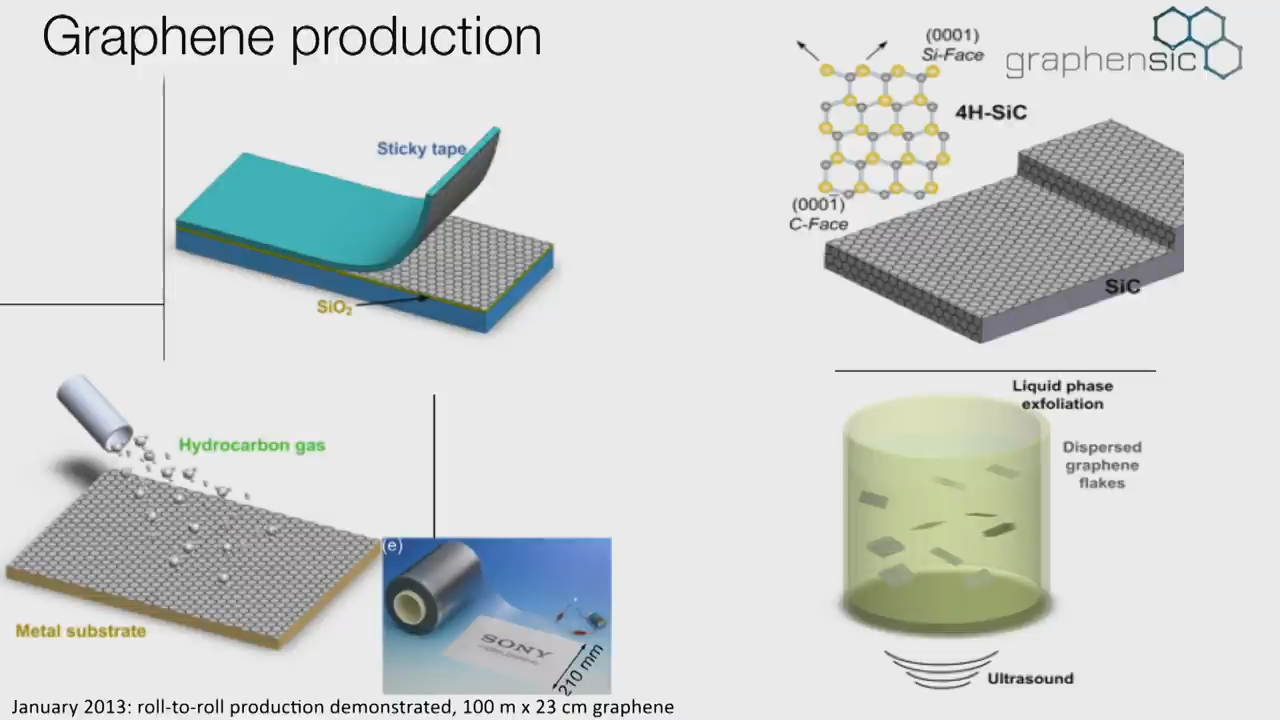 Graphene production
(0001)
Si-Face
graphensic
4H-SiC
Sticky tape
(0001̅)
C-Face
SiC
SiO₂
Liquid phase
exfoliation
Hydrocarbon gas
Dispersed
graphene
flakes
(e)
Metal substrate
SONY
210 mm
Ultrasound
January 2013: roll-to-roll production demonstrated, 100 m x 23 cm graphene